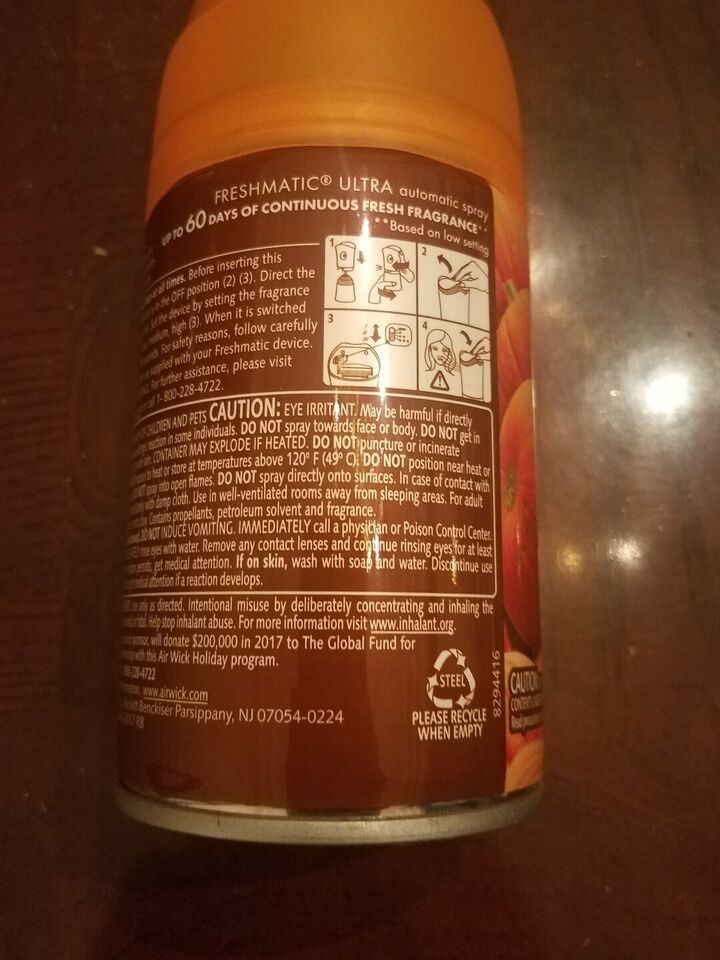 FRESHMATIC® ULTRA automatic spray
UP TO 60 DAYS OF CONTINUOUS FRESH FRAGRANCE**
**Based on low setting
at all times. Before inserting this
the OFF position (2) (3). Direct the
the device by setting the fragrance
high (3). When it is switched
For safety reasons, follow carefully
supplied with your Freshmatic device.
For further assistance, please visit
call 1-800-228-4722.
1
2
3
4
CHILDREN AND PETS CAUTION: EYE IRRITANT. May be harmful if directly
reaction in some individuals. DO NOT spray towards face or body. DO NOT get in
CONTAINER MAY EXPLODE IF HEATED. DO NOT puncture or incinerate
to heat or store at temperatures above 120° F (49° C). DO NOT position near heat or
spray into open flames. DO NOT spray directly onto surfaces. In case of contact with
with damp cloth. Use in well-ventilated rooms away from sleeping areas. For adult
Contains propellants, petroleum solvent and fragrance.
DO NOT INDUCE VOMITING. IMMEDIATELY call a physician or Poison Control Center.
rinse eyes with water. Remove any contact lenses and continue rinsing eyes for at least
get medical attention. If on skin, wash with soap and water. Discontinue use
medical attention if a reaction develops.
Use only as directed. Intentional misuse by deliberately concentrating and inhaling the
Help stop inhalant abuse. For more information visit www.inhalant.org.
sponsor, will donate $200,000 in 2017 to The Global Fund for
with this Air Wick Holiday program.
-228-4722
www.airwick.com
Benckiser Parsippany, NJ 07054-0224
STEEL
PLEASE RECYCLE
WHEN EMPTY
8294416
CAUTION
CONTENTS
Read